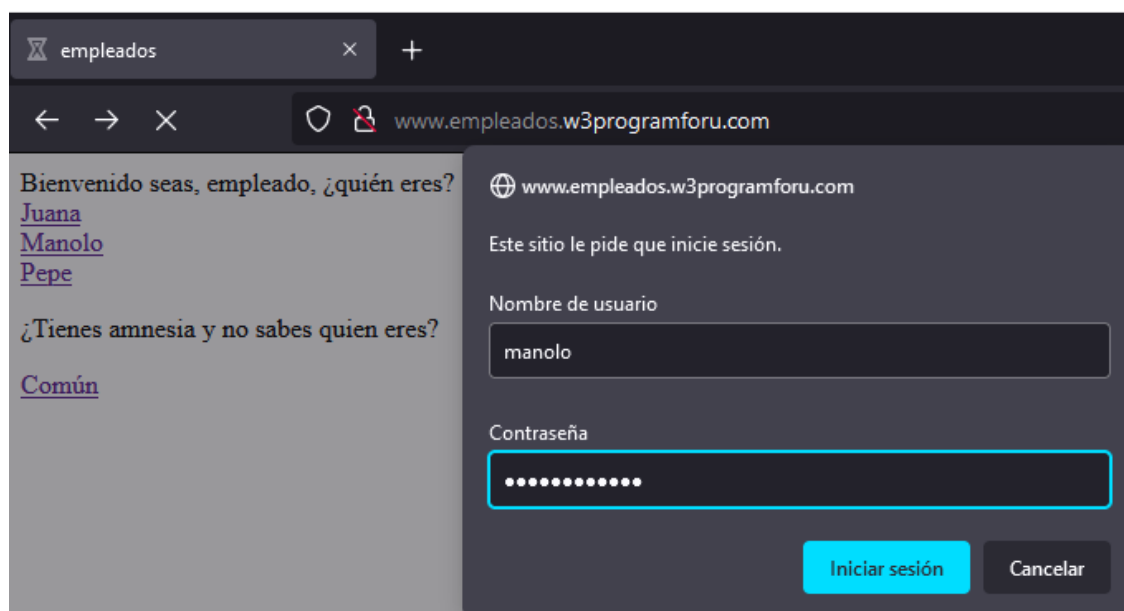 empleados
www.empleados.w3programforu.com
Bienvenido seas, empleado, ¿quién eres?
Juana
Manolo
Pepe
¿Tienes amnesia y no sabes quien eres?
Común
www.empleados.w3programforu.com
Este sitio le pide que inicie sesión.
Nombre de usuario
manolo
Contraseña
••••••••••••
Iniciar sesión Cancelar